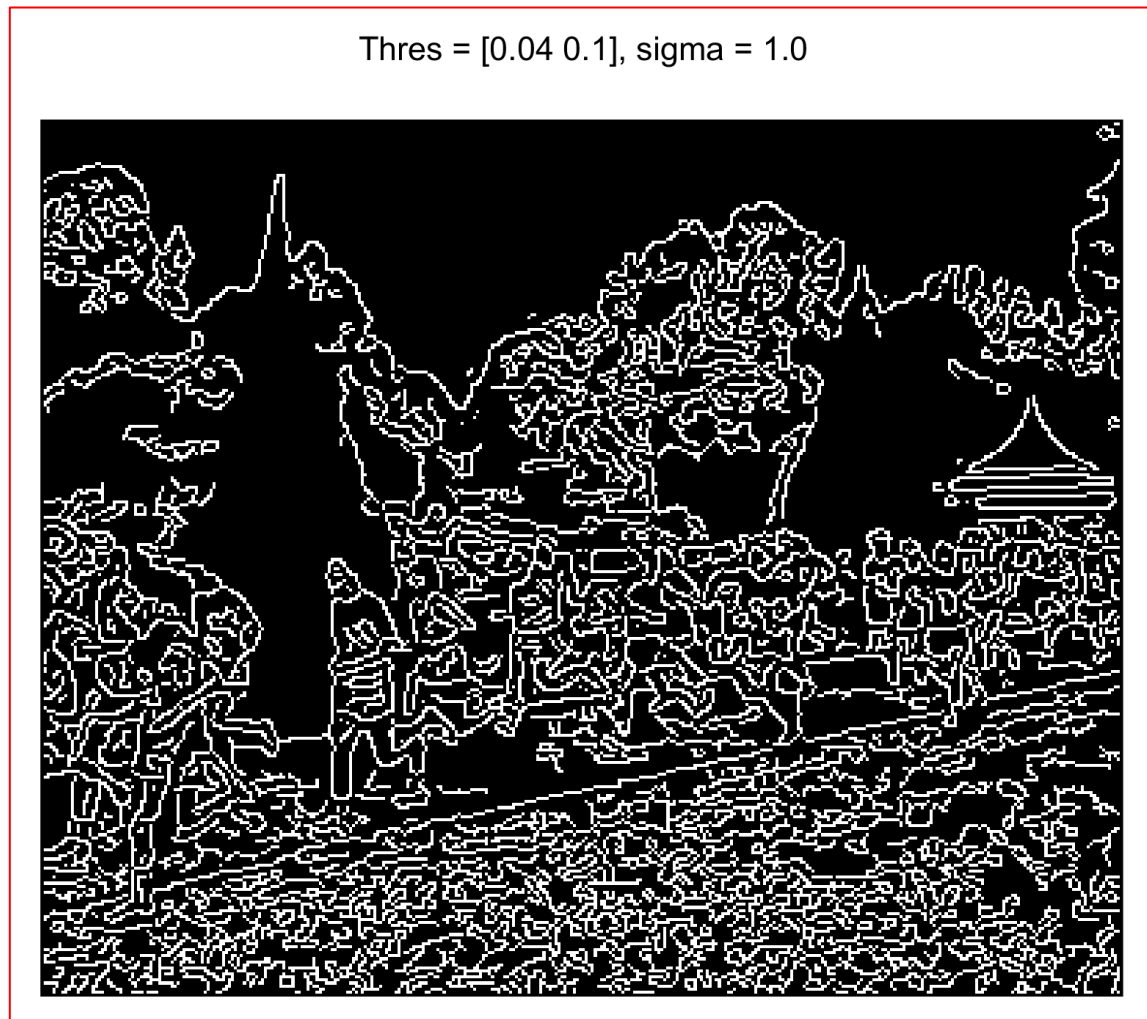 Thres = [0.04 0.1], sigma = 1.0